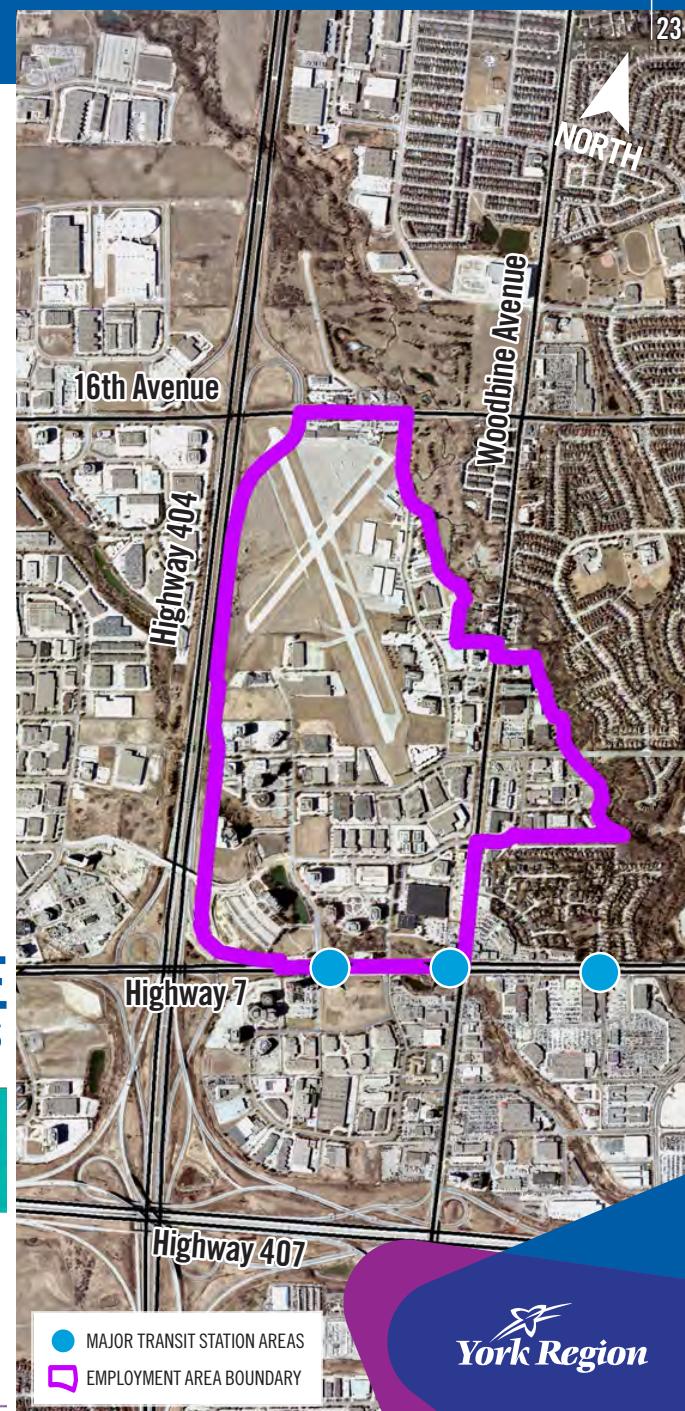 23
NORTH
Woodbine Avenue
16th Avenue
Highway 404
Highway 7
Highway 407
MAJOR TRANSIT STATION AREAS
EMPLOYMENT AREA BOUNDARY
York Region